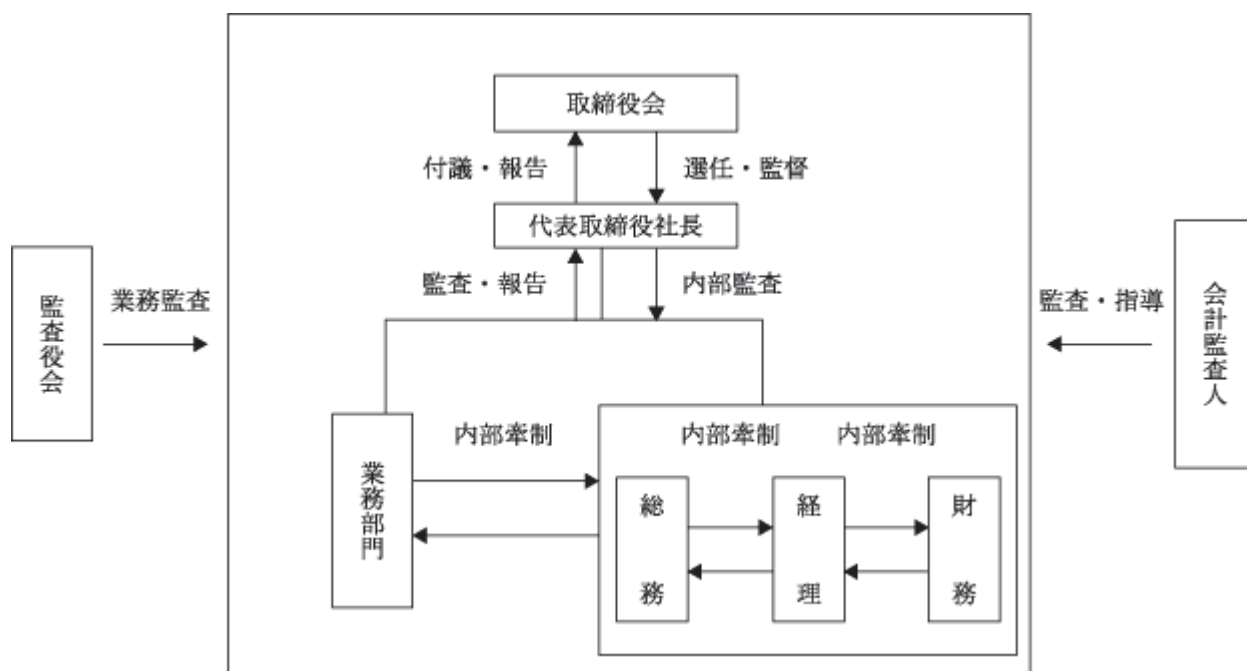 取締役会
付議・報告
選任・監督
代表取締役社長
監査・報告
内部監査
監査役会
業務監査
監査・指導
会計監査人
業務部門
内部牽制
内部牽制
内部牽制
総務
経理
財務